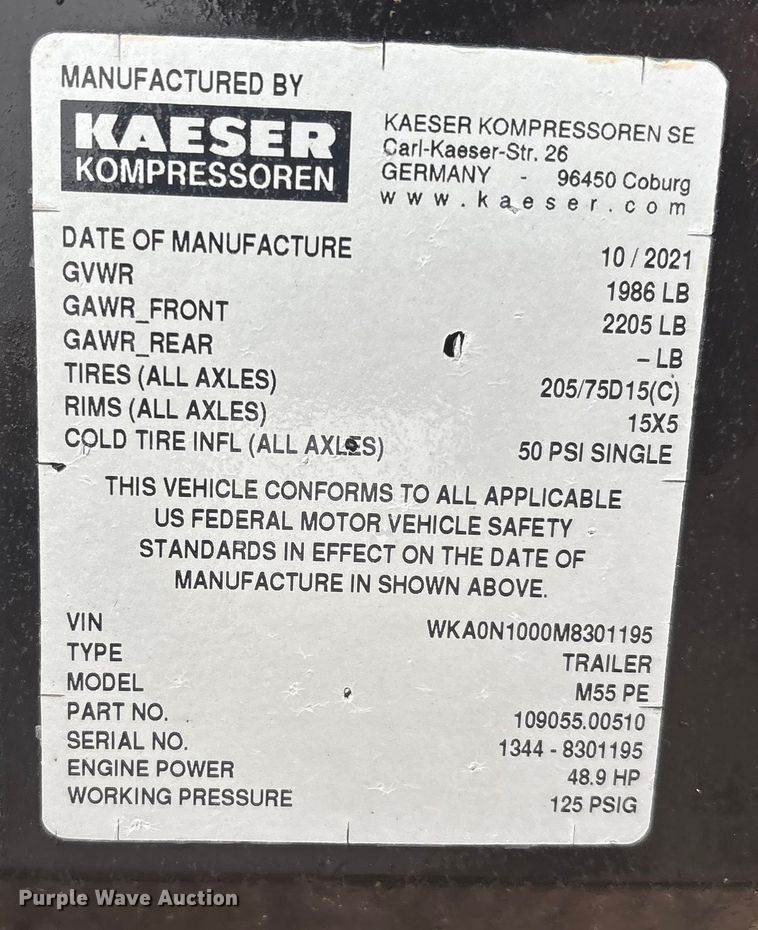 MANUFACTURED BY
KAESER
KOMPRESSOREN
KAESER KOMPRESSOREN SE
Carl-Kaeser-Str. 26
GERMANY - 96450 Coburg
www.kaeser.com
DATE OF MANUFACTURE 10 / 2021
GVWR 1986 LB
GAWR_FRONT 2205 LB
GAWR_REAR – LB
TIRES (ALL AXLES) 205/75D15(C)
RIMS (ALL AXLES) 15X5
COLD TIRE INFL (ALL AXLES) 50 PSI SINGLE
THIS VEHICLE CONFORMS TO ALL APPLICABLE
US FEDERAL MOTOR VEHICLE SAFETY
STANDARDS IN EFFECT ON THE DATE OF
MANUFACTURE IN SHOWN ABOVE.
VIN WKA0N1000M8301195
TYPE TRAILER
MODEL M55 PE
PART NO. 109055.00510
SERIAL NO. 1344 - 8301195
ENGINE POWER 48.9 HP
WORKING PRESSURE 125 PSIG
Purple Wave Auction